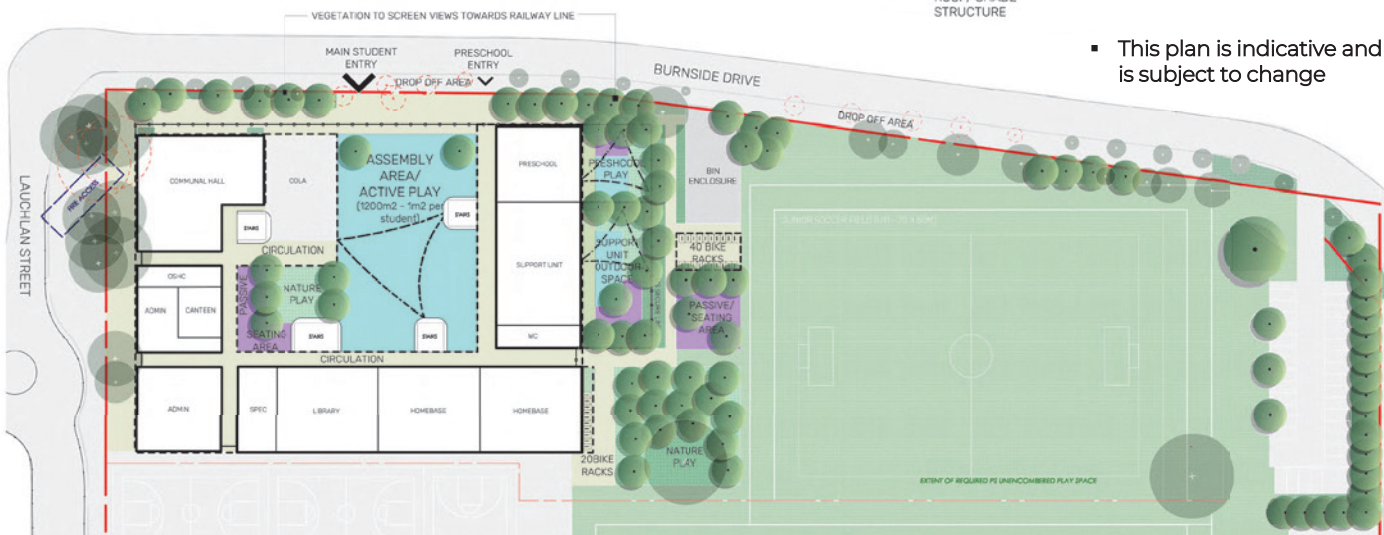 STRUCTURE
▪ This plan is indicative and
is subject to change
VEGETATION TO SCREEN VIEWS TOWARDS RAILWAY LINE
MAIN STUDENT
ENTRY
PRESCHOOL
ENTRY
DROP OFF AREA
BURNSIDE DRIVE
DROP OFF AREA
LAUCHLAN STREET
FIRE ACCESS
COMMUNAL HALL
COLA
ASSEMBLY
AREA/
ACTIVE PLAY
(1200m2 - 1m2 per
student)
STAIRS
STAIRS
PRESCHOOL
PRESHCOOL
PLAY
BIN
ENCLOSURE
CIRCULATION
SUPPORT UNIT
SUPPORT
UNIT
OUTDOOR
SPACE
40 BIKE
RACKS
OSHC
ADMIN
CANTEEN
PASSIVE
SEATING
AREA
NATURE
PLAY
STAIRS
STAIRS
WC
PASSIVE/
SEATING
AREA
CIRCULATION
ADMIN
SPEC
LIBRARY
HOMEBASE
HOMEBASE
20BIKE
RACKS
NATURE
PLAY
EXTENT OF REQUIRED PS UNENCOMBERED PLAY SPACE